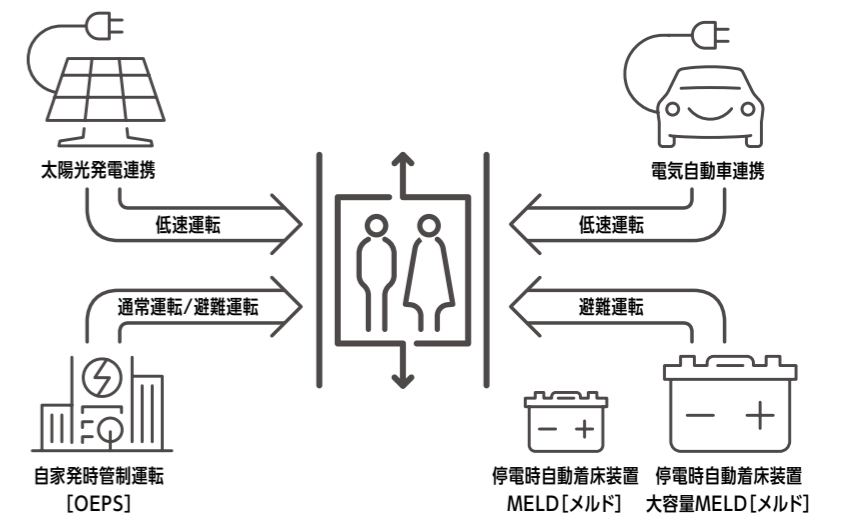 太陽光発電連携
電気自動車連携
低速運転
低速運転
通常運転/避難運転
避難運転
自家発時管制運転
[OEPS]
停電時自動着床装置
MELD[メルド]
停電時自動着床装置
大容量MELD[メルド]